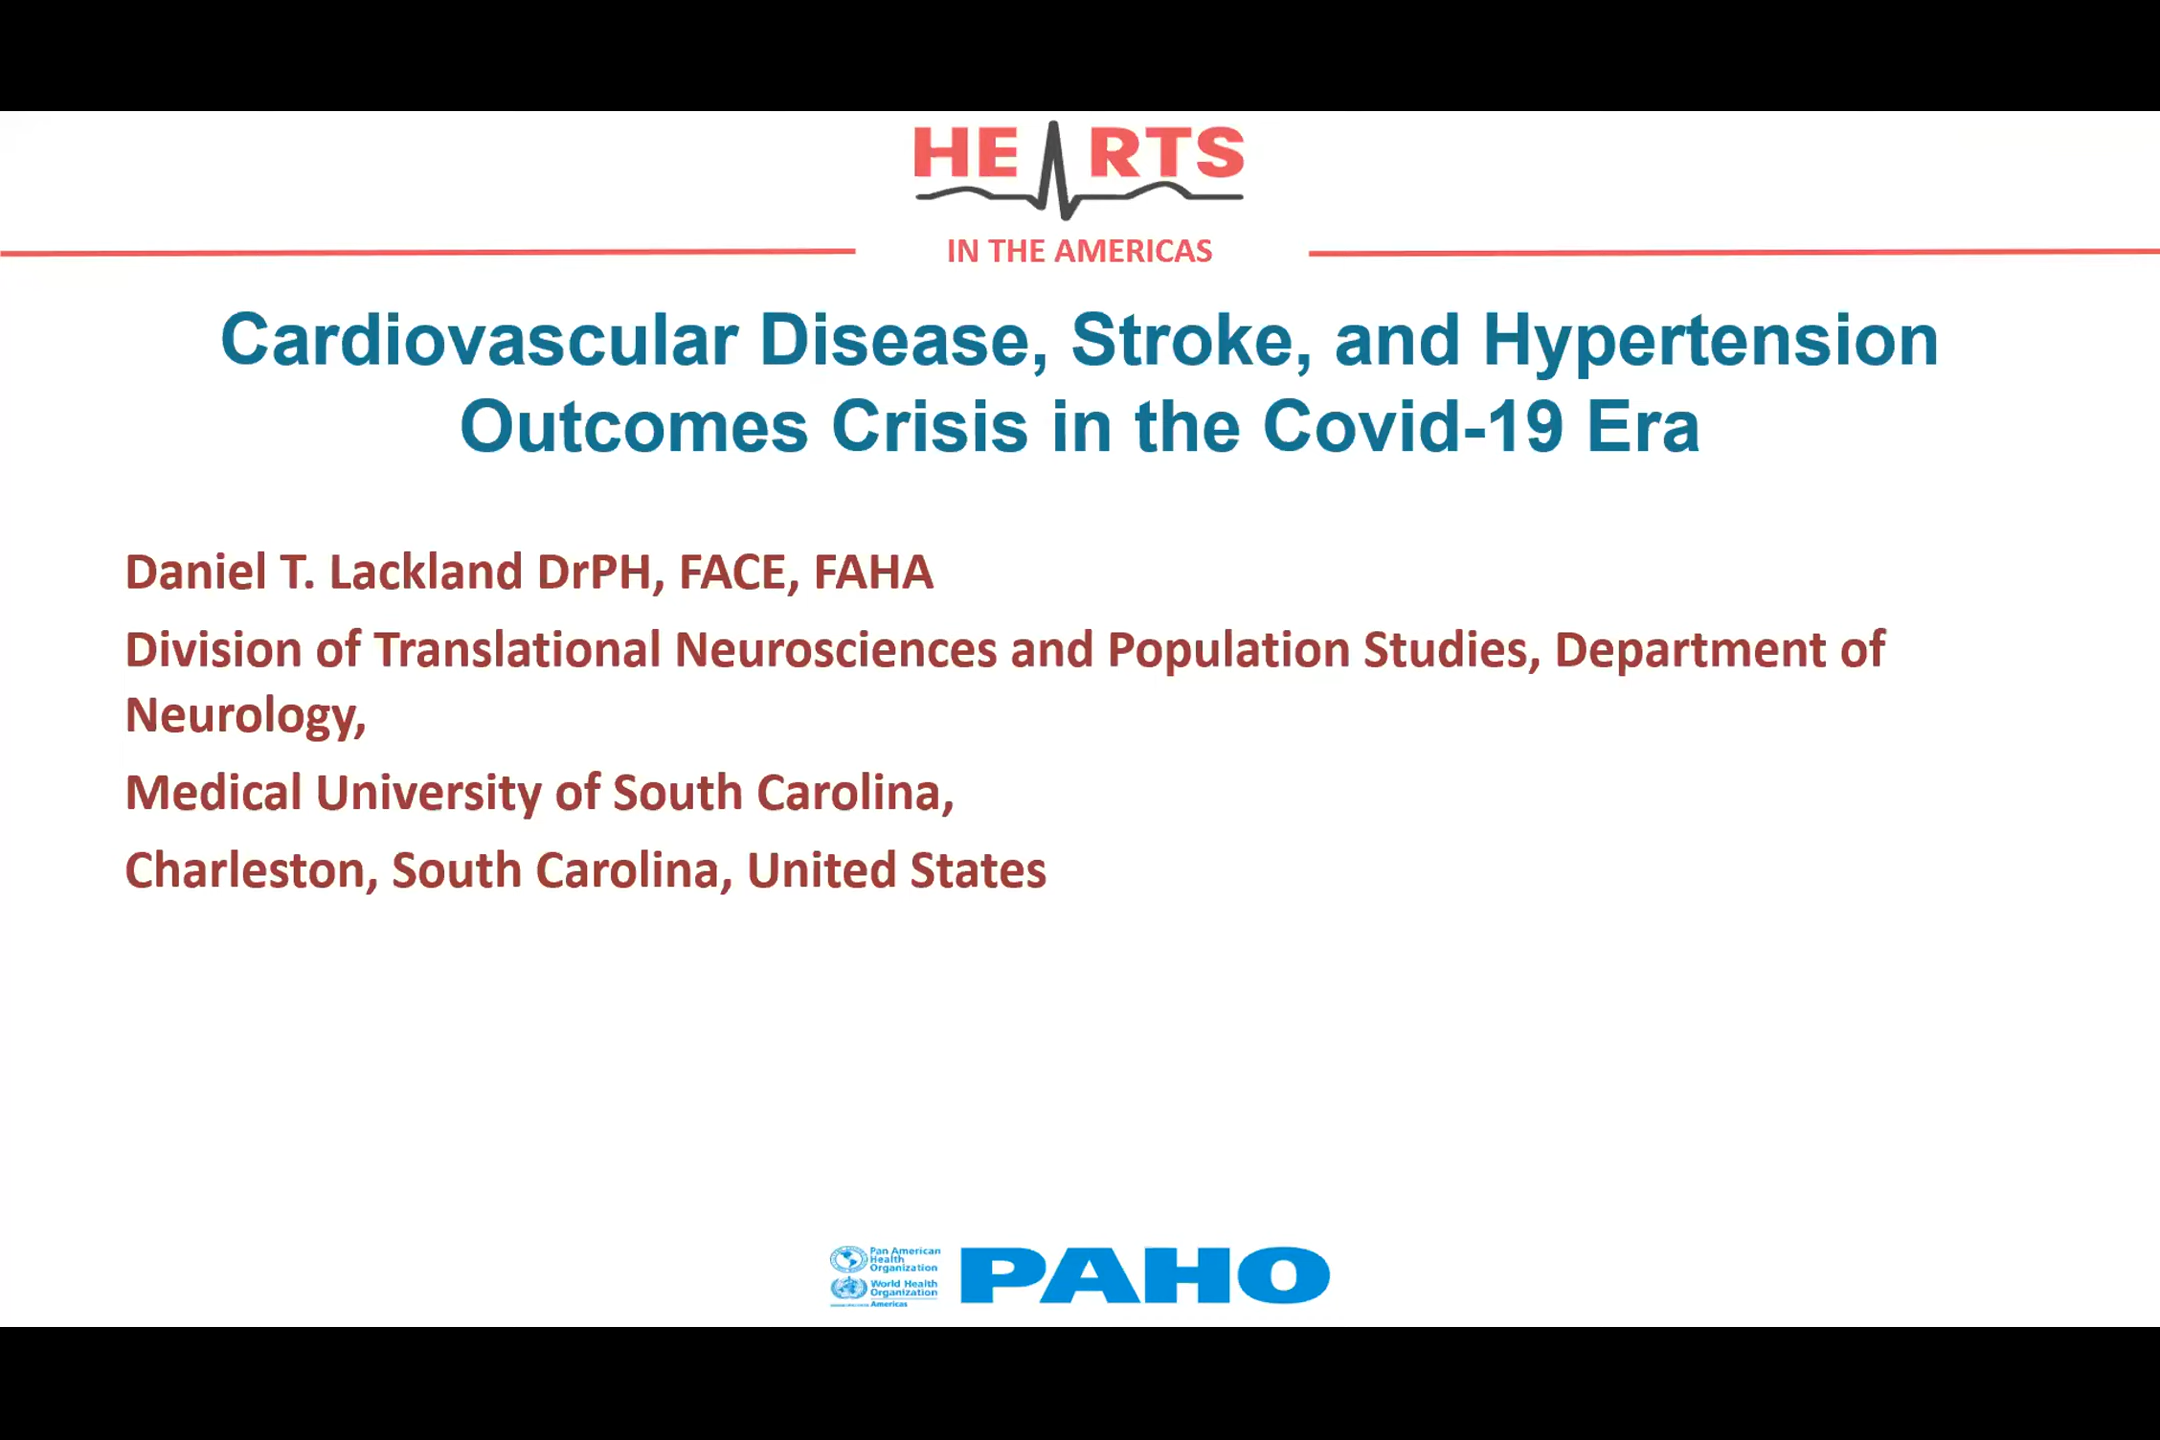 HEARTS
IN THE AMERICAS
Cardiovascular Disease, Stroke, and Hypertension
Outcomes Crisis in the Covid-19 Era
Daniel T. Lackland DrPH, FACE, FAHA
Division of Translational Neurosciences and Population Studies, Department of
Neurology,
Medical University of South Carolina,
Charleston, South Carolina, United States
Pan American
Health
Organization
World Health
Organization
Americas
PAHO